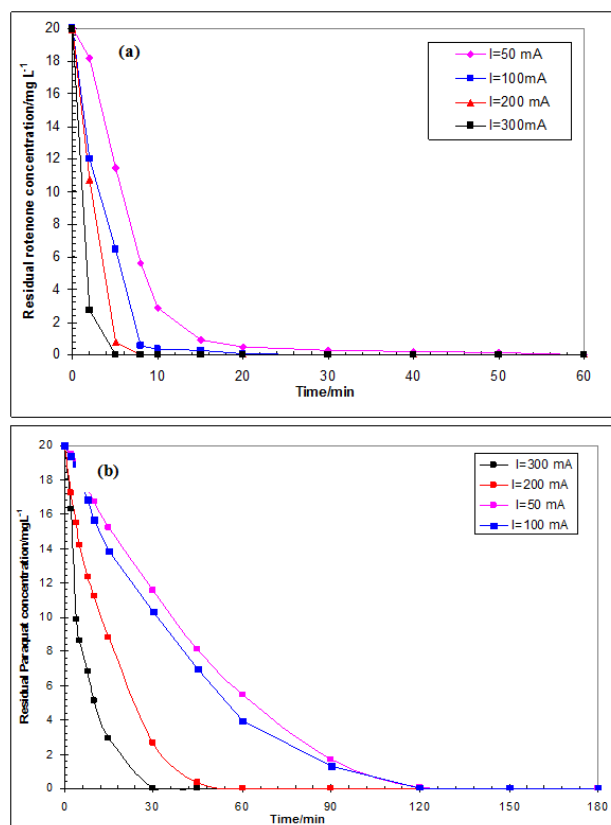 (a)
I=50 mA
I=100mA
I=200 mA
I=300mA
Residual rotenone concentration/mg L-1
20
18
16
14
12
10
8
6
4
2
0
0 10 20 30 40 50 60
Time/min
(b)
I=300 mA
I=200 mA
I=50 mA
I=100 mA
Residual Paraquat concentration/mgL-1
20
18
16
14
12
10
8
6
4
2
0
0 30 60 90 120 150 180
Time/min